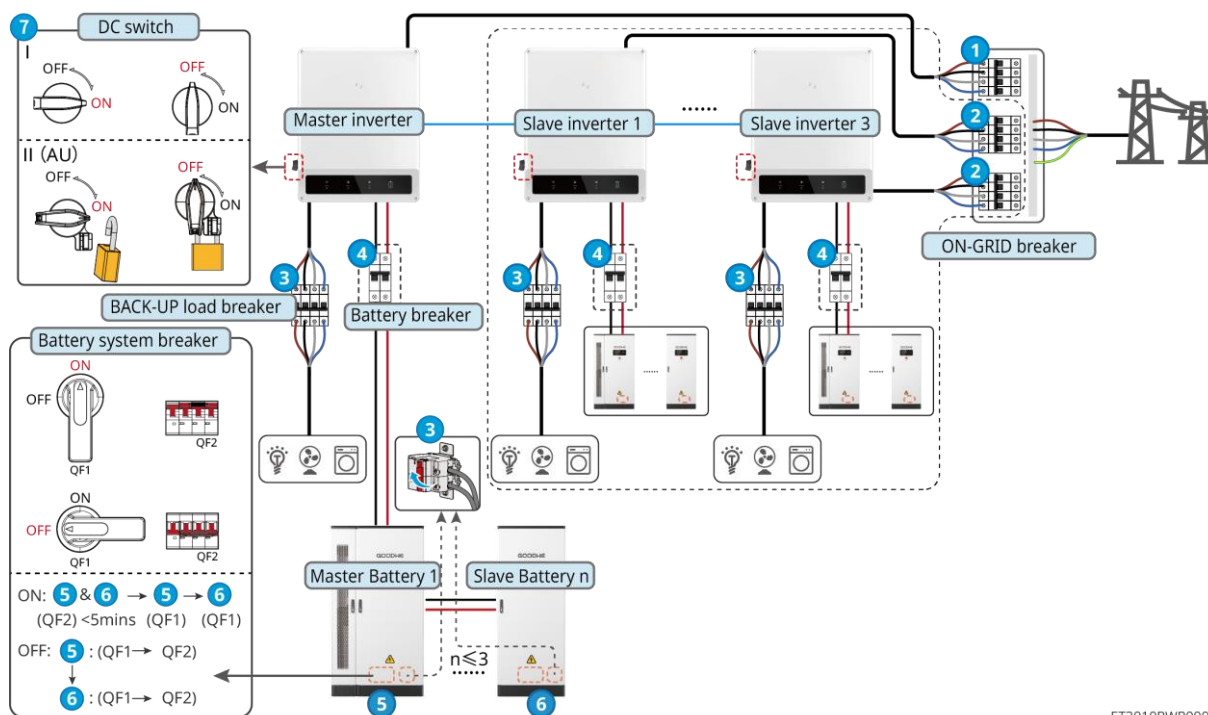 7
DC switch
I
OFF
ON
OFF
ON
II (AU)
OFF
ON
OFF
ON
Master inverter
Slave inverter 1
......
Slave inverter 3
1
2
2
ON-GRID breaker
3
4
3
4
3
4
BACK-UP load breaker
Battery breaker
Battery system breaker
ON
OFF
QF1
QF2
ON
OFF
QF1
QF2
ON: 5 & 6 → 5 → 6
(QF2) <5mins (QF1) (QF1)
OFF: 5 : (QF1→ QF2)
6 : (QF1→ QF2)
......
......
3
GOODWE
GOODWE
Master Battery 1
Slave Battery n
n≤3
......
5
6